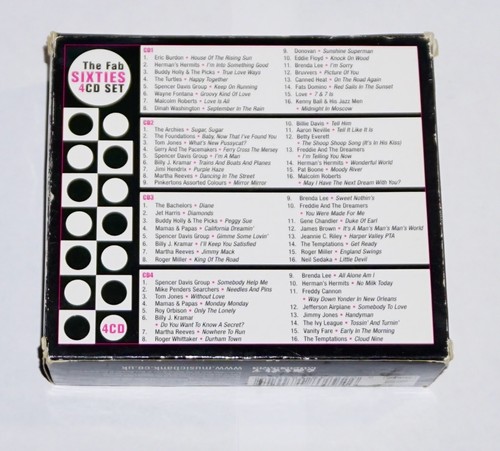 The Fab
SIXTIES
4CD SET
CD1
1. Eric Burdon • House Of The Rising Sun
2. Herman's Hermits • I'm Into Something Good
3. Buddy Holly & The Picks • True Love Ways
4. The Turtles • Happy Together
5. Spencer Davis Group • Keep On Running
6. Wayne Fontana • Groovy Kind Of Love
7. Malcolm Roberts • Love Is All
8. Dinah Washington • September In The Rain
9. Donovan • Sunshine Superman
10. Eddie Floyd • Knock On Wood
11. Brenda Lee • I'm Sorry
12. Bruvvers • Picture Of You
13. Canned Heat • On The Road Again
14. Fats Domino • Red Sails In The Sunset
15. Love • 7 & 7 Is
16. Kenny Ball & His Jazz Men
• Midnight In Moscow
CD2
1. The Archies • Sugar, Sugar
2. The Foundations • Baby, Now That I've Found You
3. Tom Jones • What's New Pussycat?
4. Gerry And The Pacemakers • Ferry Cross The Mersey
5. Spencer Davis Group • I'm A Man
6. Billy J. Kramar • Trains And Boats And Planes
7. Jimi Hendrix • Purple Haze
8. Martha Reeves • Dancing In The Street
9. Pinkertons Assorted Colours • Mirror Mirror
10. Billie Davis • Tell Him
11. Aaron Neville • Tell It Like It Is
12. Betty Everett
• The Shoop Shoop Song (It's In His Kiss)
13. Freddie And The Dreamers
• I'm Telling You Now
14. Herman's Hermits • Wonderful World
15. Pat Boone • Moody River
16. Malcolm Roberts
• May I Have The Next Dream With You?
CD3
1. The Bachelors • Diane
2. Jet Harris • Diamonds
3. Buddy Holly & The Picks • Peggy Sue
4. Mamas & Papas • California Dreamin'
5. Spencer Davis Group • Gimme Some Lovin'
6. Billy J. Kramar • I'll Keep You Satisfied
7. Martha Reeves • Jimmy Mack
8. Roger Miller • King Of The Road
9. Brenda Lee • Sweet Nothin's
10. Freddie And The Dreamers
• You Were Made For Me
11. Gene Chandler • Duke Of Earl
12. James Brown • It's A Man's Man's Man's World
13. Jeannie C. Riley • Harper Valley PTA
14. The Temptations • Get Ready
15. Roger Miller • England Swings
16. Neil Sedaka • Little Devil
CD4
1. Spencer Davis Group • Somebody Help Me
2. Mike Penders Searchers • Needles And Pins
3. Tom Jones • Without Love
4. Mamas & Papas • Monday Monday
5. Roy Orbison • Only The Lonely
6. Billy J. Kramar
• Do You Want To Know A Secret?
7. Martha Reeves • Nowhere To Run
8. Roger Whittaker • Durham Town
9. Brenda Lee • All Alone Am I
10. Herman's Hermits • No Milk Today
11. Freddy Cannon
• Way Down Yonder In New Orleans
12. Jefferson Airplane • Somebody To Love
13. Jimmy Jones • Handyman
14. The Ivy League • Tossin' And Turnin'
15. Vanity Fare • Early In The Morning
16. The Temptations • Cloud Nine
4CD
www.musicbank.co.uk